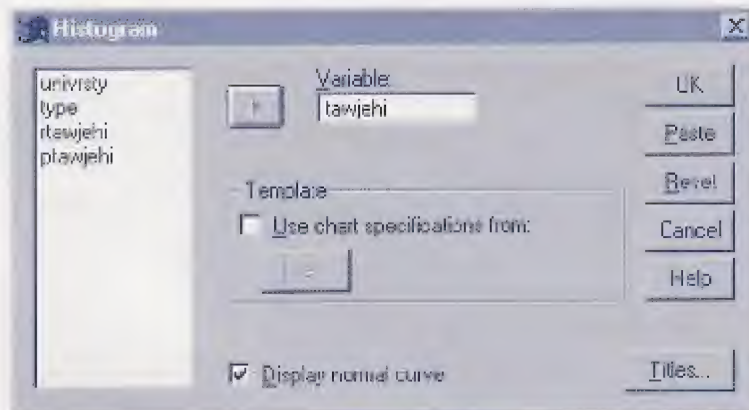 Histogram
univrsty
type
rtawjehi
ptawjehi
Variable:
tawjehi
Template
Use chart specifications from:
Display normal curve
OK
Paste
Reset
Cancel
Help
Titles...